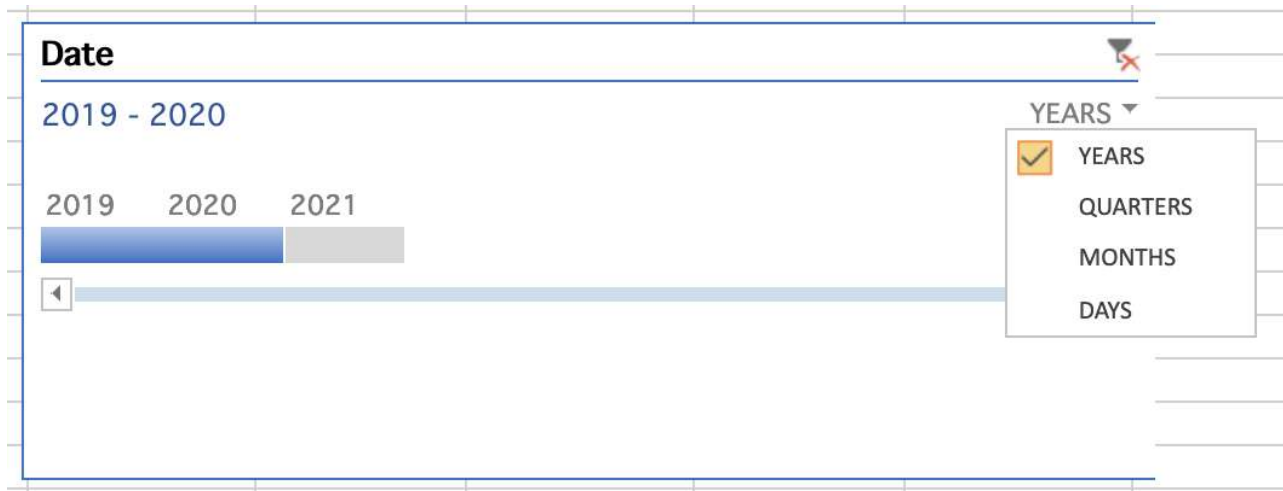 Date
2019 - 2020
YEARS
YEARS
QUARTERS
MONTHS
DAYS
2019 2020 2021